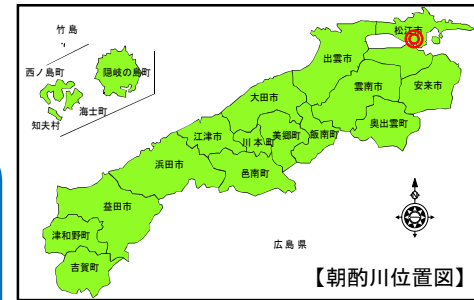 竹島
松江市
出雲市
西ノ島町
隠岐の島町
雲南市
安来市
大田市
海士町
知夫村
奥出雲町
江津市
美郷町
飯南町
川本町
浜田市
邑南町
益田市
津和野町
広島県
吉賀町
【朝酌川位置図】